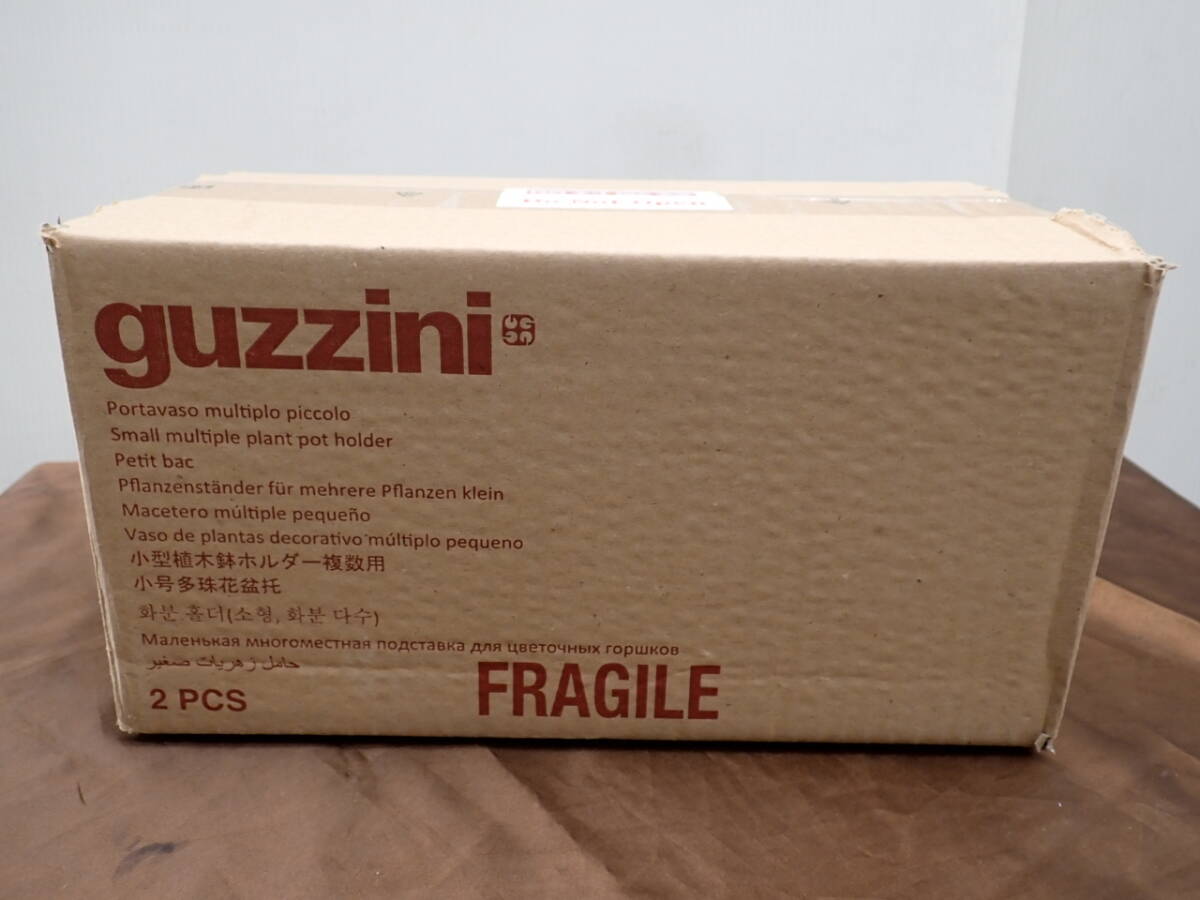 Do Not Open
guzzini
Portavaso multiplo piccolo
Small multiple plant pot holder
Petit bac
Pflanzenständer für mehrere Pflanzen klein
Macetero múltiple pequeño
Vaso de plantas decorativo múltiplo pequeno
小型植木鉢ホルダー複数用
小号多珠花盆托
화분 홀더(소형, 화분 다수)
Маленькая многоместная подставка для цветочных горшков
حامل زهريات صغير
2 PCS
FRAGILE